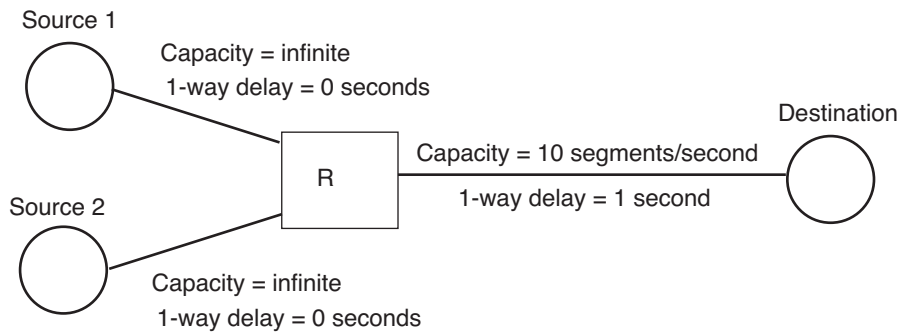 Source 1
Capacity = infinite
1-way delay = 0 seconds
Destination
Capacity = 10 segments/second
R
1-way delay = 1 second
Source 2
Capacity = infinite
1-way delay = 0 seconds